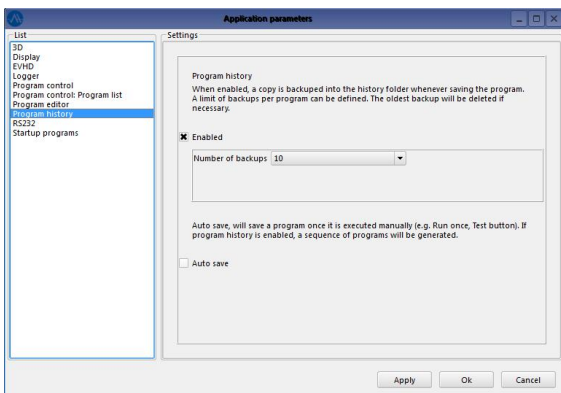 Application parameters
List
3D
Display
EVHD
Logger
Program control
Program control: Program list
Program editor
Program history
RS232
Startup programs
Settings
Program history
When enabled, a copy is backuped into the history folder whenever saving the program.
A limit of backups per program can be defined. The oldest backup will be deleted if
necessary.
Enabled
Number of backups 10
Auto save, will save a program once it is executed manually (e.g. Run once, Test button). If
program history is enabled, a sequence of programs will be generated.
Auto save
Apply Ok Cancel